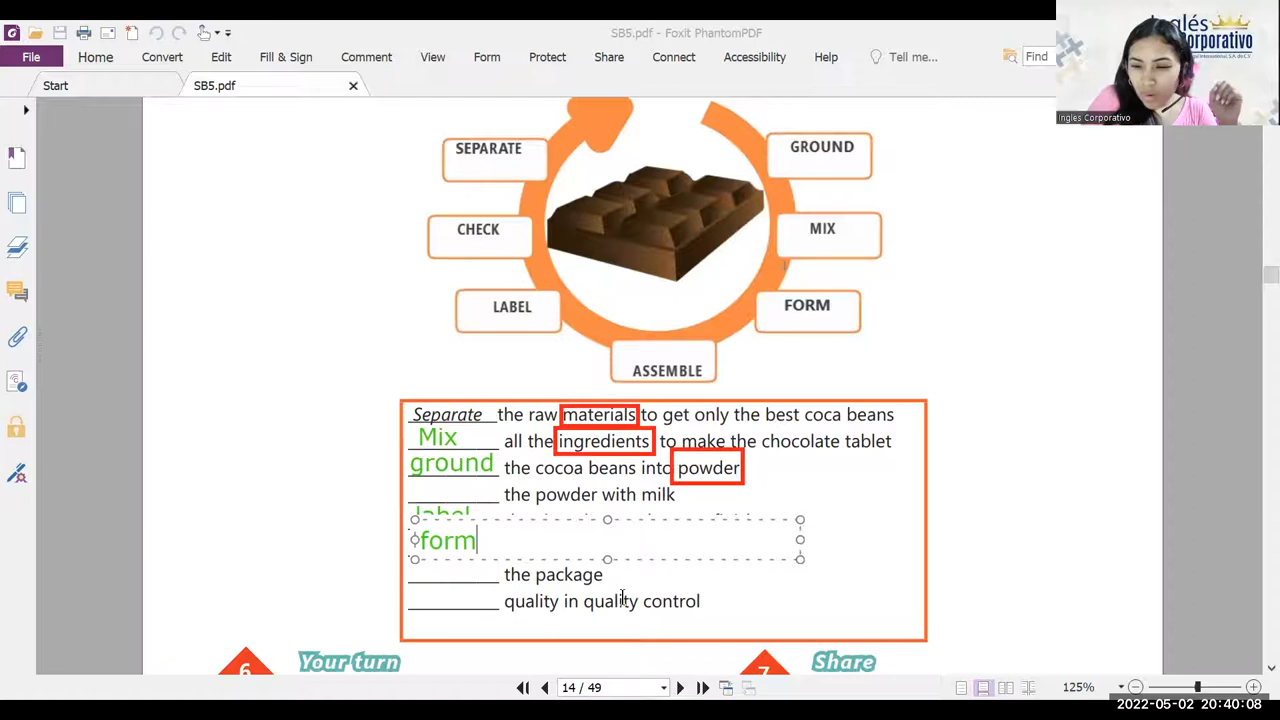 SB5.pdf - Foxit PhantomPDF
File Home Convert Edit Fill & Sign Comment View Form Protect Share Connect Accessibility Help Tell me... Find
Start SB5.pdf
Inglés Corporativo
Ingles Corporativo
SEPARATE GROUND
CHECK MIX
LABEL FORM
ASSEMBLE
Separate the raw materials to get only the best coca beans
Mix all the ingredients to make the chocolate tablet
ground the cocoa beans into powder
the powder with milk
label
form
the package
quality in quality control
6 Your turn 7 Share
14 / 49 125%
2022-05-02 20:40:08